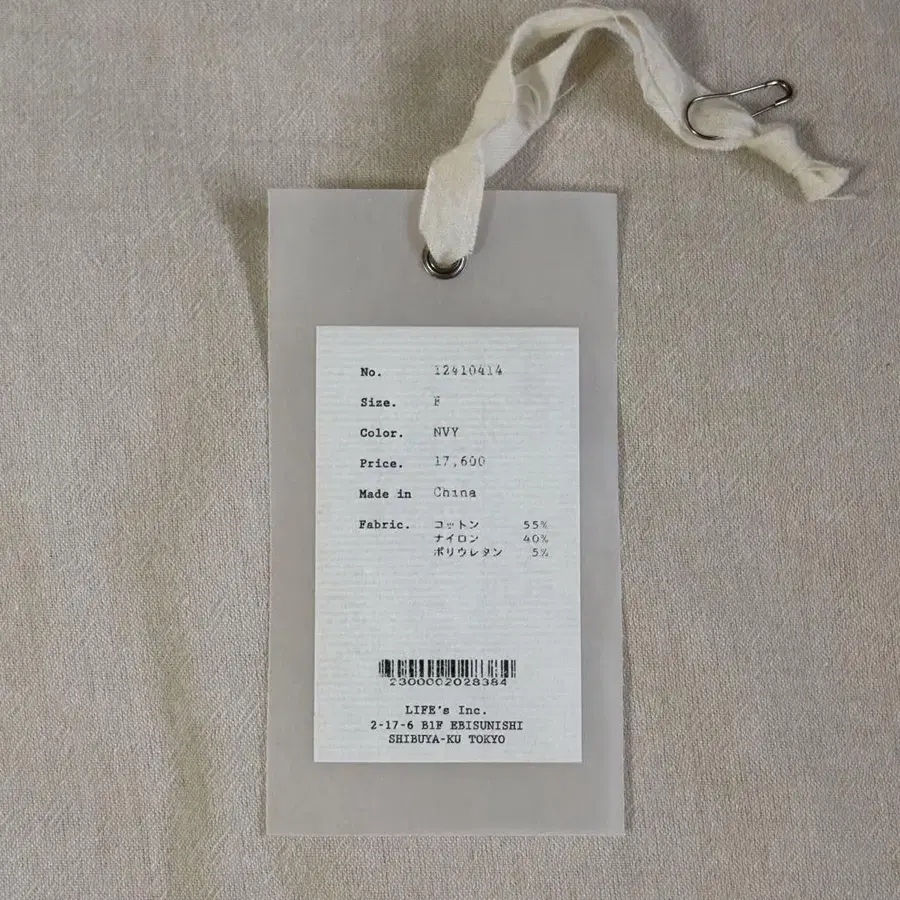 No. 12410414
Size. F
Color. NVY
Price. 17,600
Made in China
Fabric. コットン 55%
ナイロン 40%
ポリウレタン 5%
2300002028384
LIFE's Inc.
2-17-6 B1F EBISUNISHI
SHIBUYA-KU TOKYO